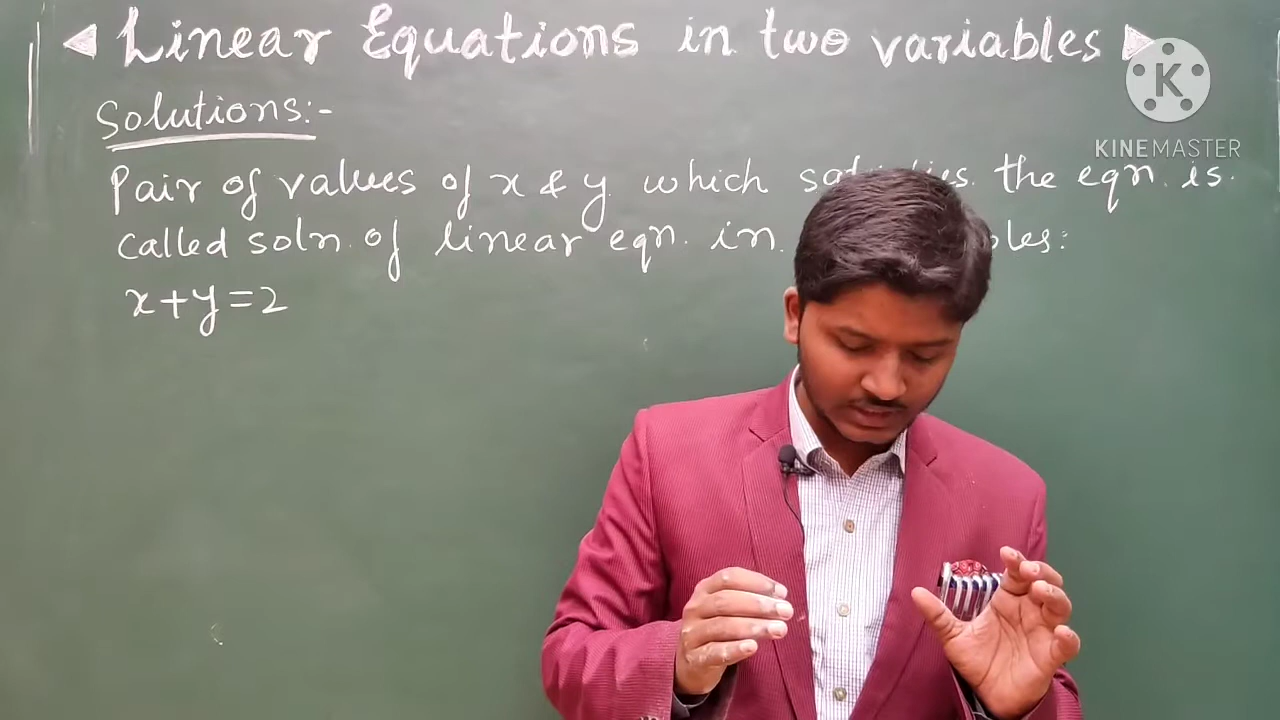 Linear Equations in two variables
K
KINEMASTER
Solutions:-
Pair of values of x & y which the eqn. is.
called soln. of linear eqn. in.
x+y=2